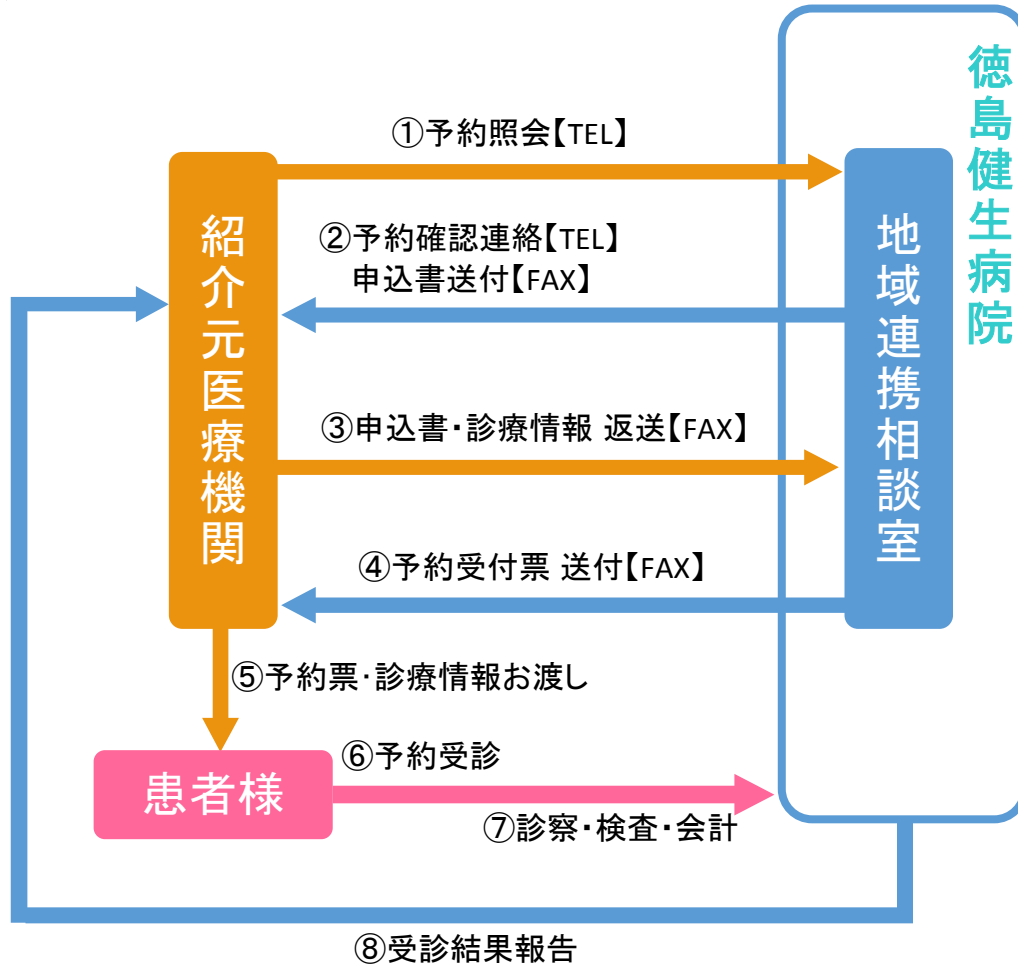 徳島健生病院
①予約照会【TEL】
紹介元医療機関
地域連携相談室
②予約確認連絡【TEL】
申込書送付【FAX】
③申込書・診療情報 返送【FAX】
④予約受付票 送付【FAX】
⑤予約票・診療情報お渡し
患者様
⑥予約受診
⑦診察・検査・会計
⑧受診結果報告